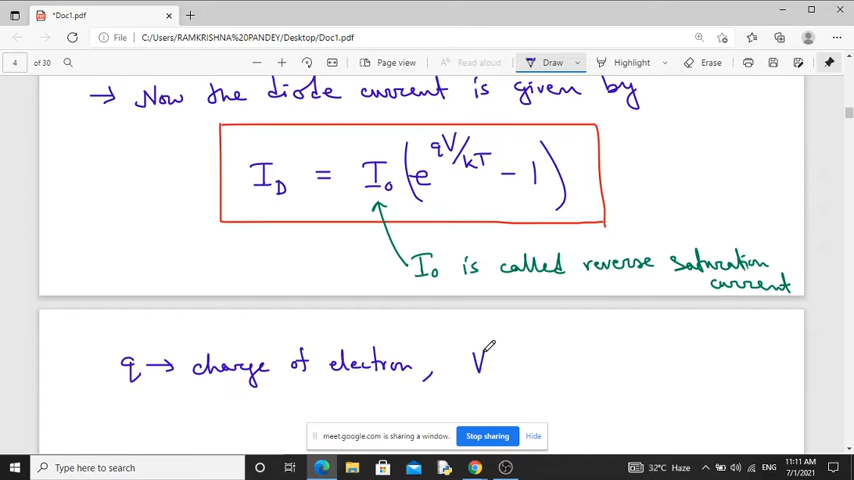 *Doc1.pdf
File C:/Users/RAMKRISHNA%20PANDEY/Desktop/Doc1.pdf
4 of 30 Page view Read aloud Draw Highlight Erase
→ Now the diode current is given by
I_D = I_0 (e^{qV/kT} - 1)
I_0 is called reverse saturation
current
q → charge of electron, V
meet.google.com is sharing a window. Stop sharing Hide
Type here to search 32°C Haze ENG 11:11 AM
7/1/2021